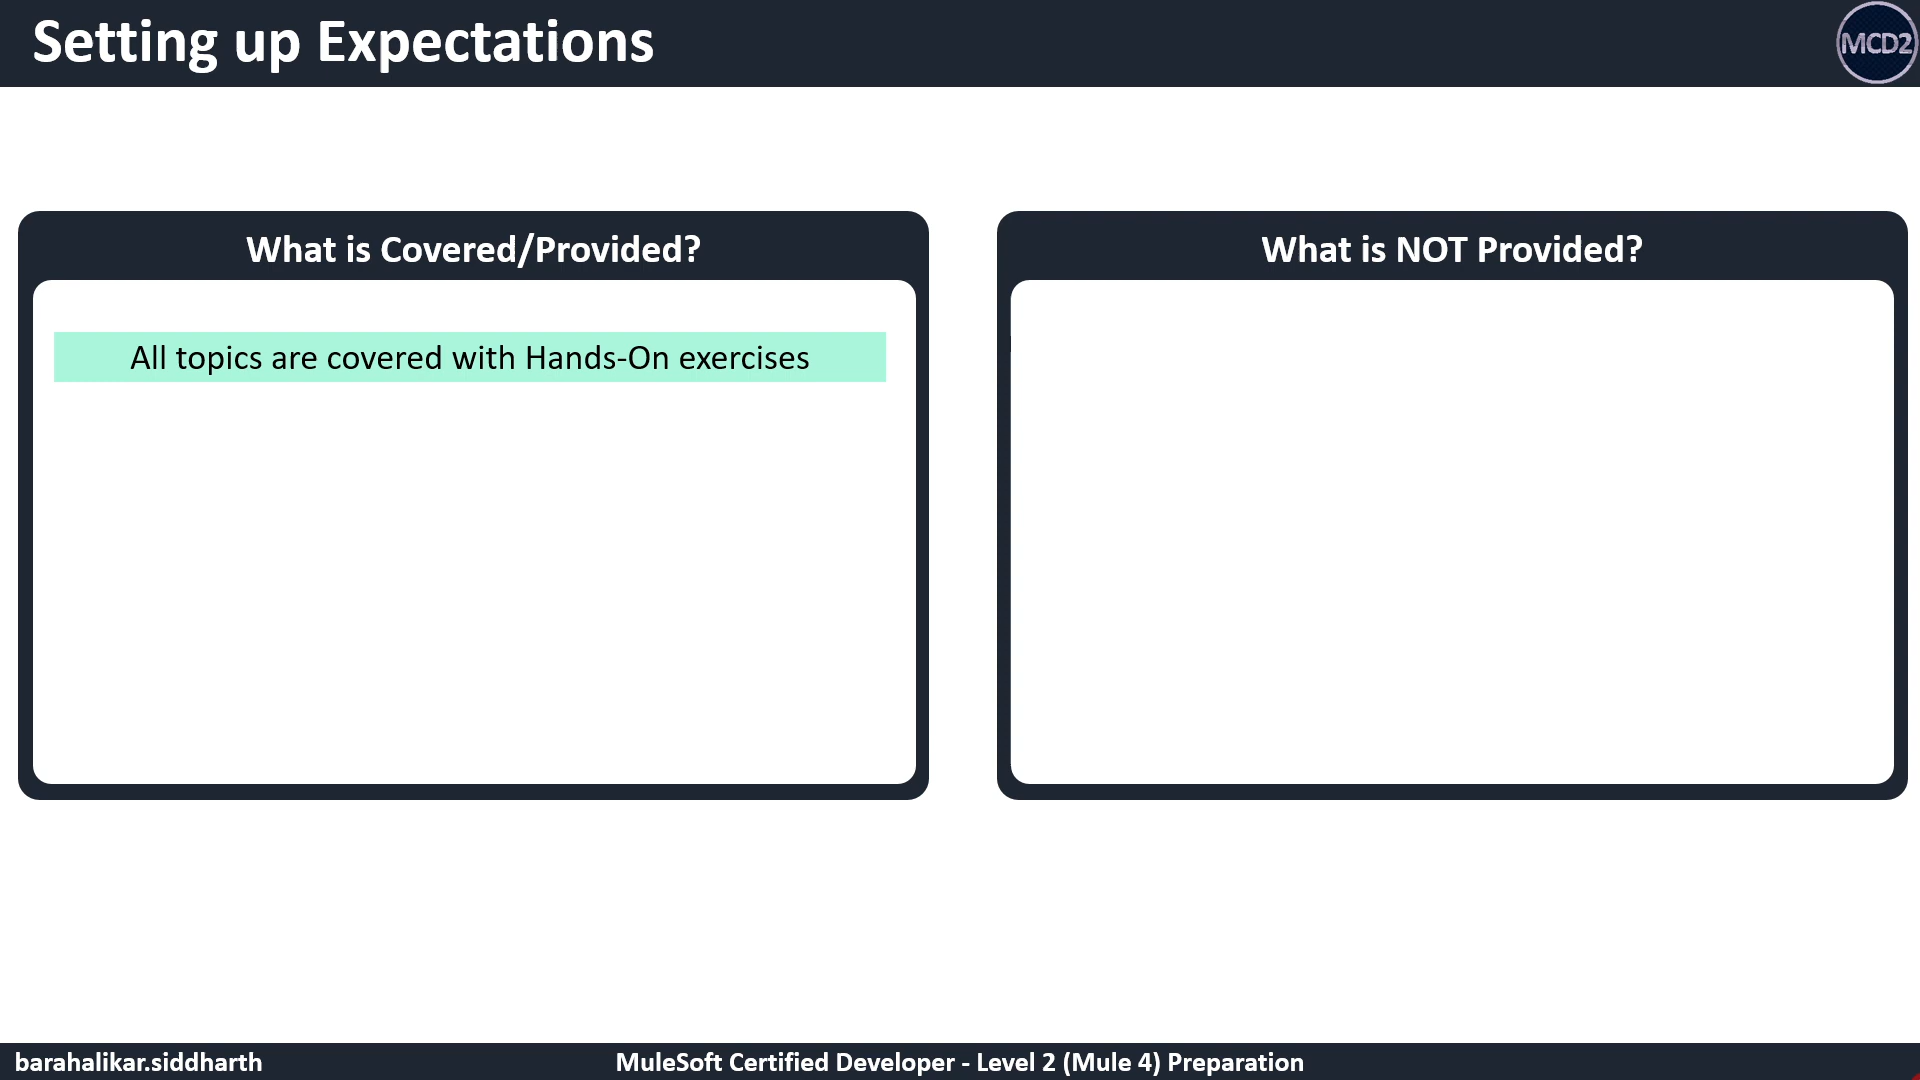 Setting up Expectations
MCD2
What is Covered/Provided?
All topics are covered with Hands-On exercises
What is NOT Provided?
barahalikar.siddharth
MuleSoft Certified Developer - Level 2 (Mule 4) Preparation